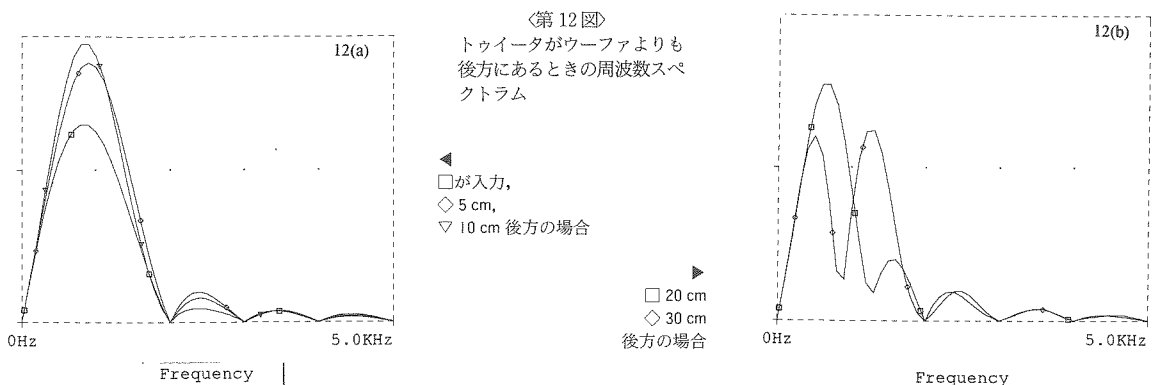 〈第12図〉
トゥイータがウーファよりも
後方にあるときの周波数スペ
クトラム
12(a)
0Hz
5.0KHz
Frequency
◀
□が入力,
◇ 5 cm,
▽ 10 cm 後方の場合
▶
□ 20 cm
◇ 30 cm
後方の場合
12(b)
0Hz
5.0KHz
Frequency